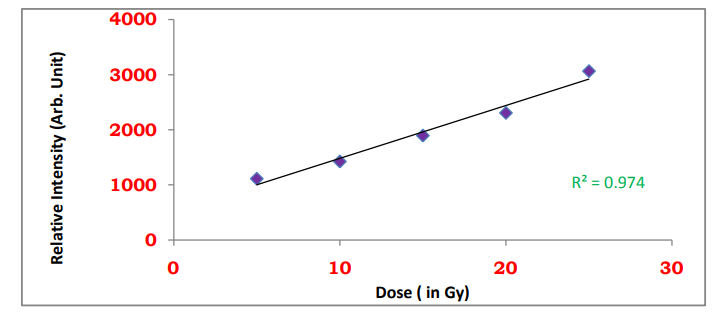 4000
3000
2000
1000
0
Relative Intensity (Arb. Unit)
R² = 0.974
0 10 20 30
Dose ( in Gy)